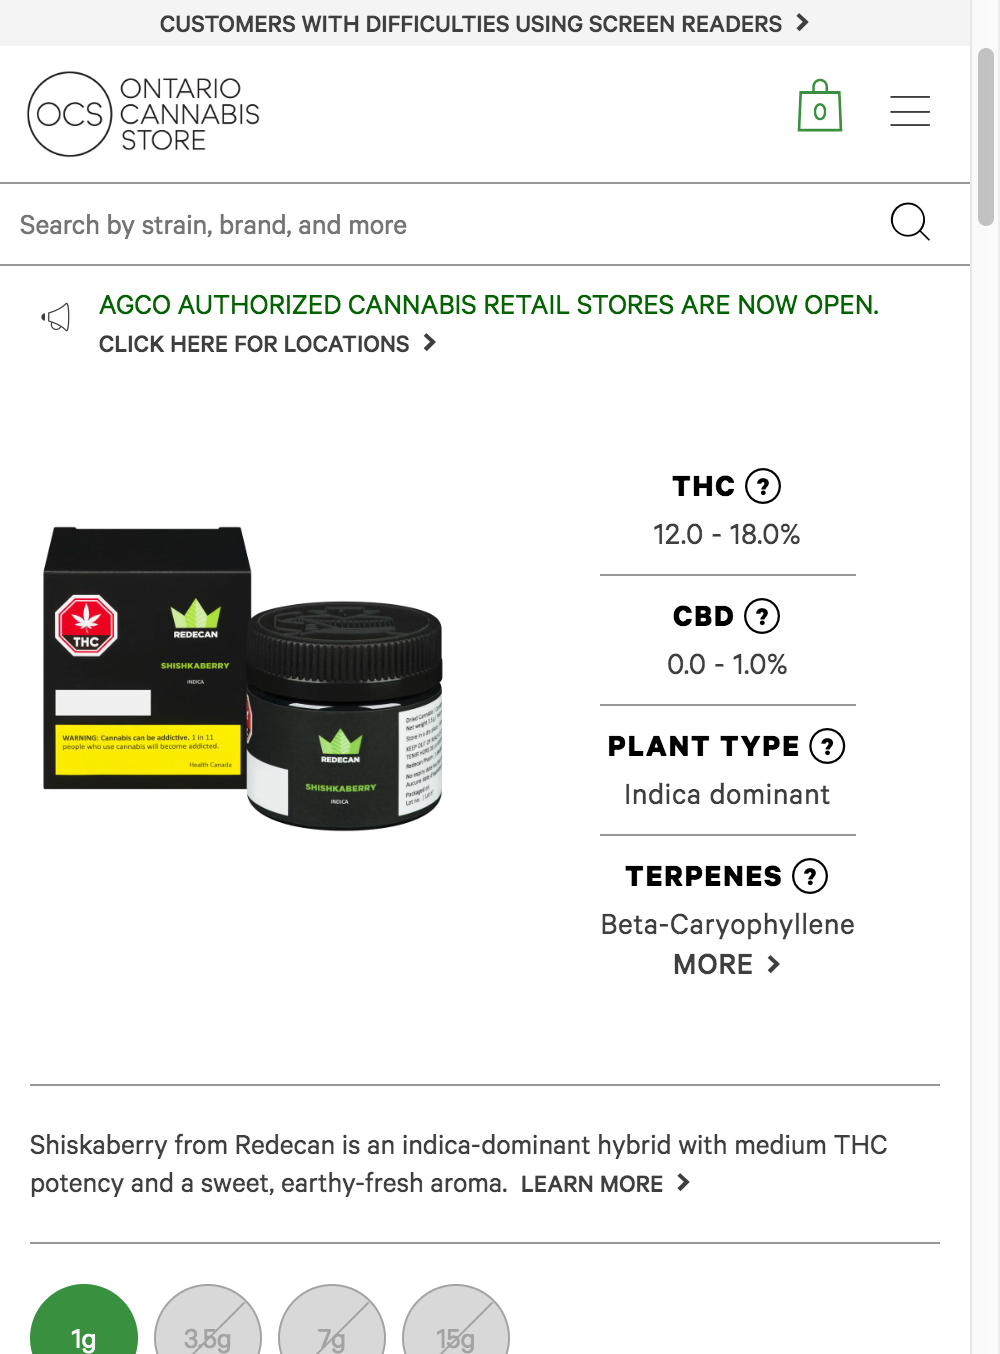 CUSTOMERS WITH DIFFICULTIES USING SCREEN READERS
OCS
ONTARIO
CANNABIS
STORE
0
Search by strain, brand, and more
AGCO AUTHORIZED CANNABIS RETAIL STORES ARE NOW OPEN.
CLICK HERE FOR LOCATIONS
THC ?
12.0 - 18.0%
CBD ?
0.0 - 1.0%
PLANT TYPE ?
Indica dominant
TERPENES ?
Beta-Caryophyllene
MORE
THC
REDECAN
SHISHKABERRY
INDICA
WARNING: Cannabis can be addictive. 1 in 11
people who use cannabis will become addicted.
Health Canada
REDECAN
SHISHKABERRY
INDICA
Shiskaberry from Redecan is an indica-dominant hybrid with medium THC
potency and a sweet, earthy-fresh aroma. LEARN MORE
1g
3.5g
7g
15g